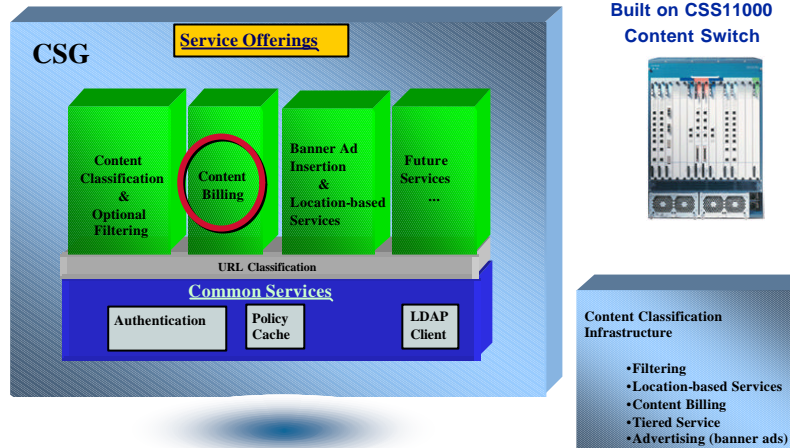 Built on CSS11000
Content Switch
CSG
Service Offerings
Content
Classification
&
Optional
Filtering
Content
Billing
Banner Ad
Insertion
&
Location-based
Services
Future
Services
...
URL Classification
Common Services
Authentication
Policy
Cache
LDAP
Client
Content Classification
Infrastructure
•Filtering
•Location-based Services
•Content Billing
•Tiered Service
•Advertising (banner ads)